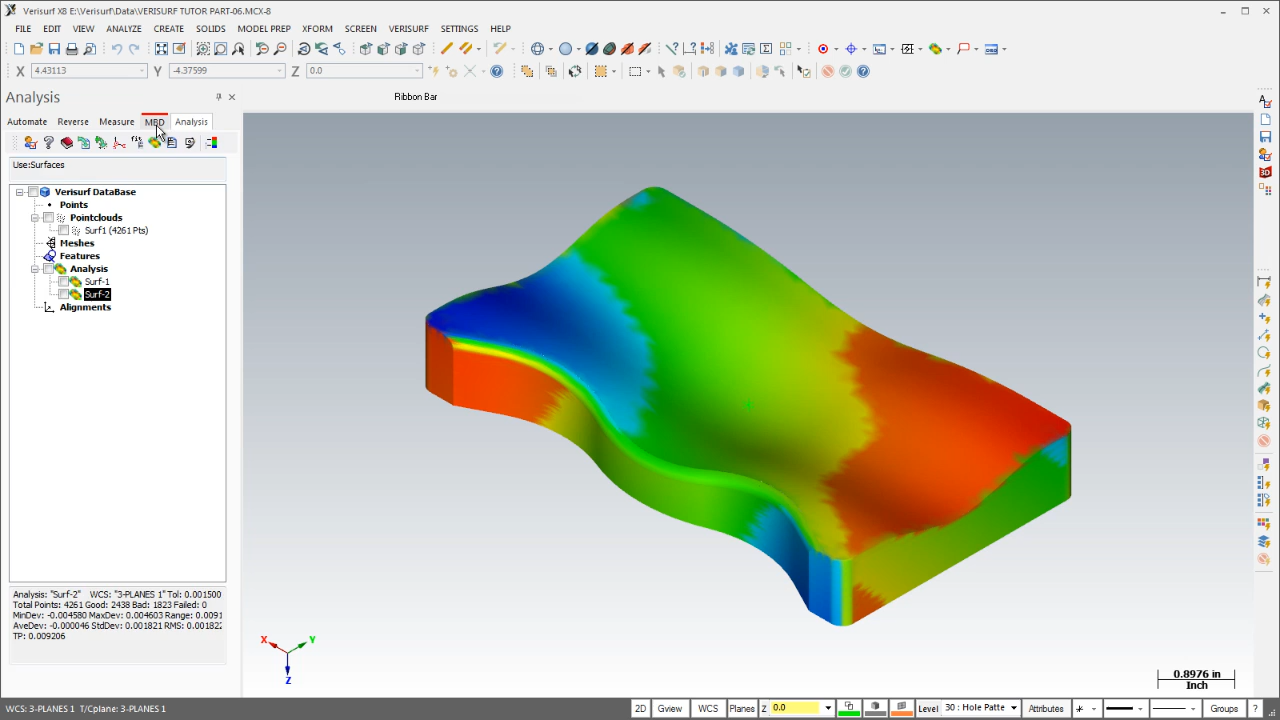 Verisurf X8 E:\Verisurf\Data\VERISURF TUTOR PART-06.MCX-8
FILE EDIT VIEW ANALYZE CREATE SOLIDS MODEL PREP XFORM SCREEN VERISURF SETTINGS HELP
X 4.43113 Y -4.37599 Z 0.0
Analysis
Ribbon Bar
Automate Reverse Measure MBD Analysis
Use:Surfaces
Verisurf DataBase
Points
Pointclouds
Surf1 (4261 Pts)
Meshes
Features
Analysis
Surf-1
Surf-2
Alignments
3D
Analysis: "Surf-2" WCS: "3-PLANES 1" Tol: 0.001500
Total Points: 4261 Good: 2438 Bad: 1823 Failed: 0
MinDev: -0.004580 MaxDev: 0.004603 Range: 0.0091
AveDev: -0.000046 StdDev: 0.001821 RMS: 0.001822
TP: 0.009206
X Y
Z
0.8976 in
Inch
WCS: 3-PLANES 1 T/Cplane: 3-PLANES 1
2D Gview WCS Planes Z 0.0 Level 30 : Hole Patte Attributes Groups ?